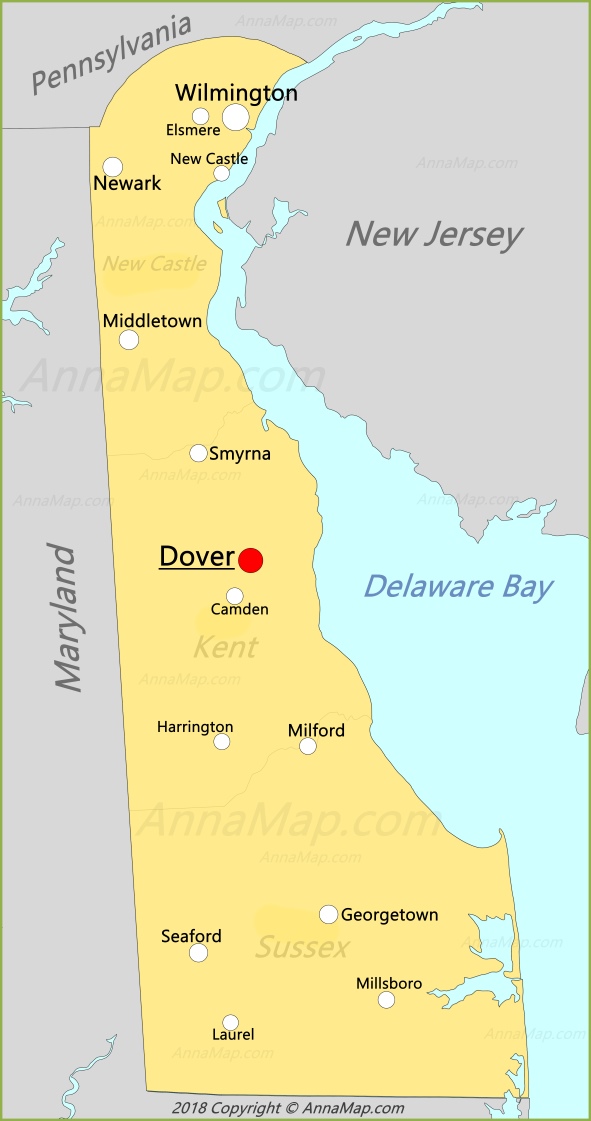 AnnaMap.com
Pennsylvania
Wilmington
Elsmere
New Castle
AnnaMap.com
Newark
AnnaMap.com
New Jersey
New Castle
Middletown
AnnaMap.com
Smyrna
AnnaMap.com
AnnaMap.com
AnnaMap.com
Dover
Maryland
Delaware Bay
Camden
Kent
AnnaMap.com
Harrington
Milford
AnnaMap.com
AnnaMap.com
Georgetown
Seaford
Sussex
AnnaMap.com
Millsboro
Laurel
AnnaMap.com
AnnaMap.com
2018 Copyright © AnnaMap.com